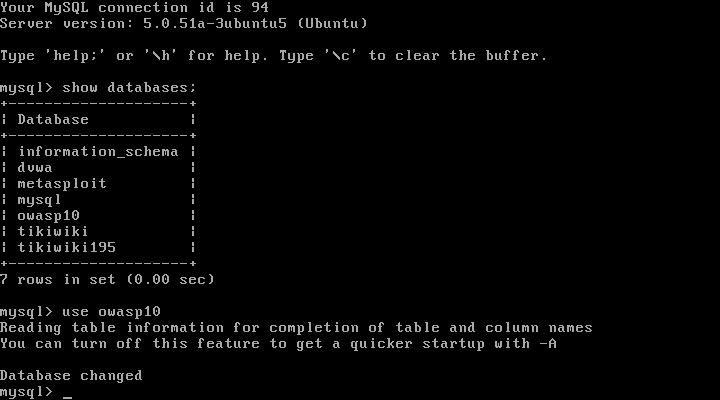 Your MySQL connection id is 94
Server version: 5.0.51a-3ubuntu5 (Ubuntu)
Type 'help;' or '\h' for help. Type '\c' to clear the buffer.
mysql> show databases;
+--------------------+
| Database           |
+--------------------+
| information_schema |
| dvwa               |
| metasploit         |
| mysql              |
| owasp10            |
| tikiwiki           |
| tikiwiki195        |
+--------------------+
7 rows in set (0.00 sec)
mysql> use owasp10
Reading table information for completion of table and column names
You can turn off this feature to get a quicker startup with -A
Database changed
mysql> _